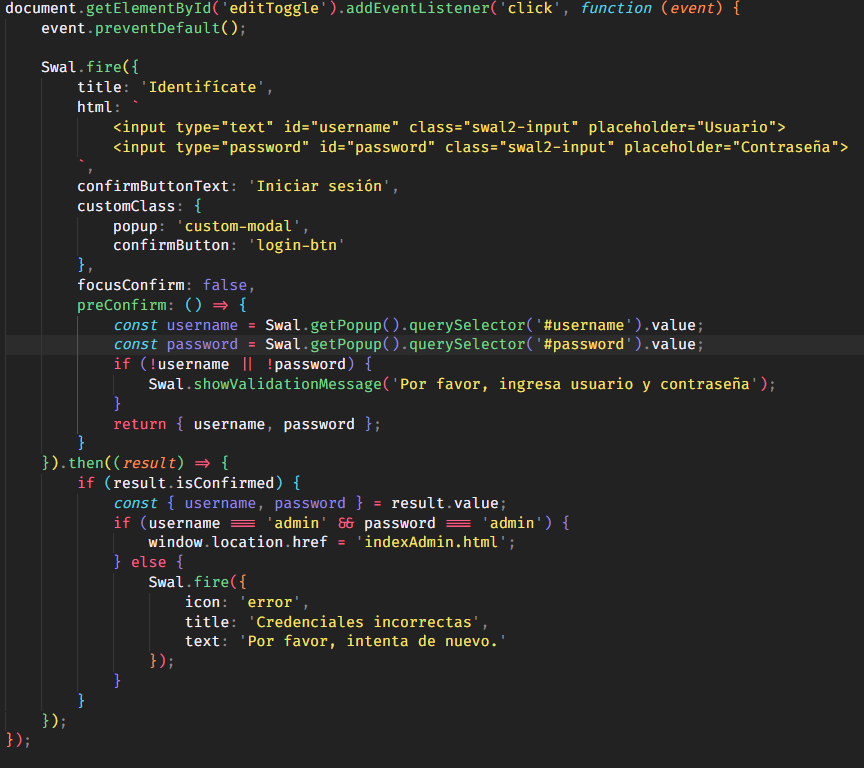 document.getElementById('editToggle').addEventListener('click', function (event) {
    event.preventDefault();

    Swal.fire({
        title: 'Identifícate',
        html: `
            <input type="text" id="username" class="swal2-input" placeholder="Usuario">
            <input type="password" id="password" class="swal2-input" placeholder="Contraseña">
        `,
        confirmButtonText: 'Iniciar sesión',
        customClass: {
            popup: 'custom-modal',
            confirmButton: 'login-btn'
        },
        focusConfirm: false,
        preConfirm: () => {
            const username = Swal.getPopup().querySelector('#username').value;
            const password = Swal.getPopup().querySelector('#password').value;
            if (!username || !password) {
                Swal.showValidationMessage('Por favor, ingresa usuario y contraseña');
            }
            return { username, password };
        }
    }).then((result) => {
        if (result.isConfirmed) {
            const { username, password } = result.value;
            if (username === 'admin' && password === 'admin') {
                window.location.href = 'indexAdmin.html';
            } else {
                Swal.fire({
                    icon: 'error',
                    title: 'Credenciales incorrectas',
                    text: 'Por favor, intenta de nuevo.'
                });
            }
        }
    });
});